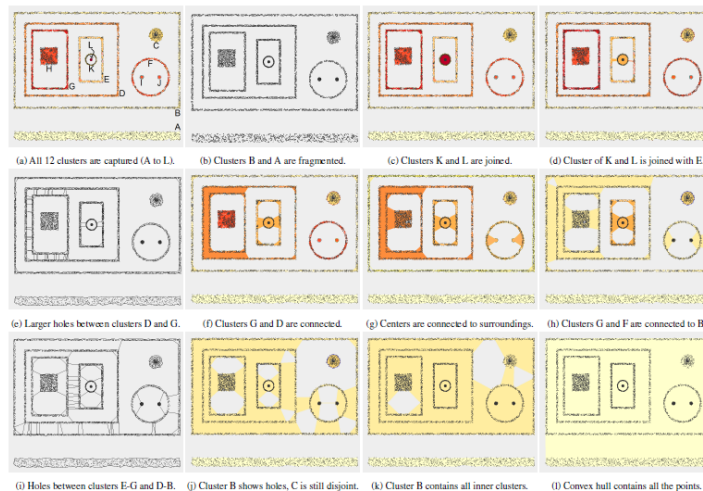 L
C
H
K
F
I
J
G
E
D
B
A
(a) All 12 clusters are captured (A to L).
(b) Clusters B and A are fragmented.
(c) Clusters K and L are joined.
(d) Cluster of K and L is joined with E
(e) Larger holes between clusters D and G.
(f) Clusters G and D are connected.
(g) Centers are connected to surroundings.
(h) Clusters G and F are connected to B
(i) Holes between clusters E-G and D-B.
(j) Cluster B shows holes, C is still disjoint.
(k) Cluster B contains all inner clusters.
(l) Convex hull contains all the points.